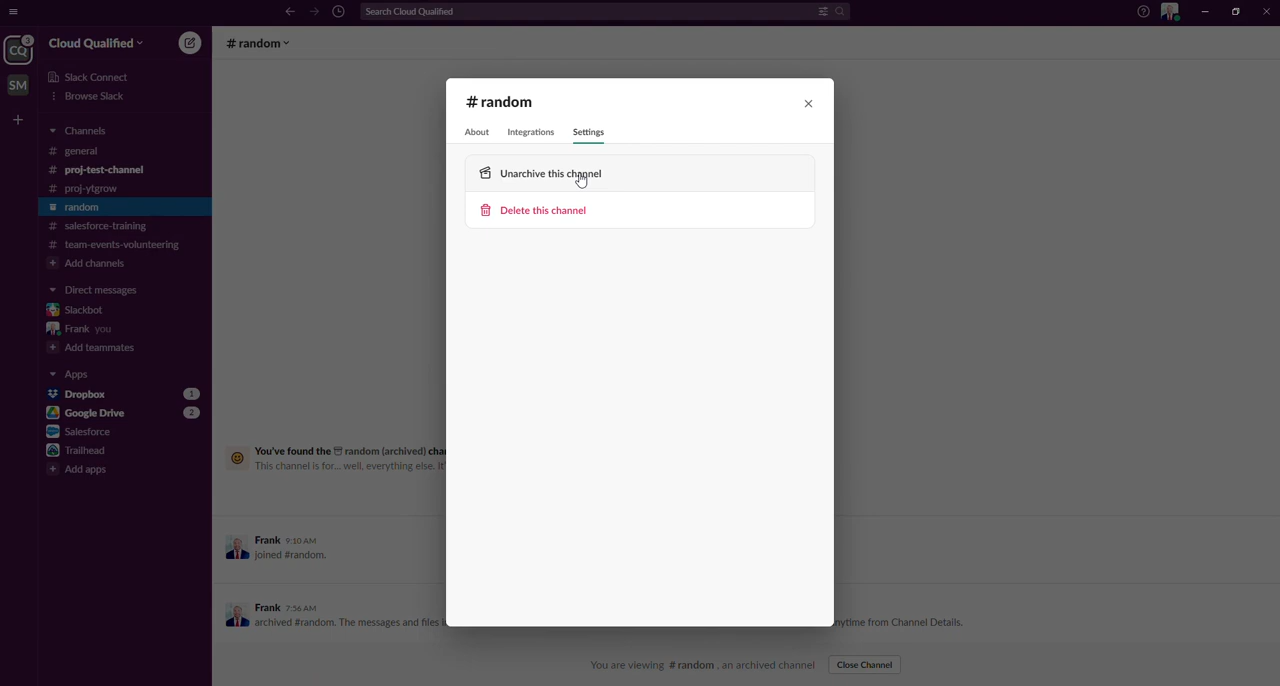 Search Cloud Qualified
CQ 3
Cloud Qualified
# random
SM
Slack Connect
Browse Slack
Channels
# general
# proj-test-channel
# proj-ytgrow
random
# salesforce-training
# team-events-volunteering
+ Add channels
Direct messages
Slackbot
Frank you
+ Add teammates
Apps
Dropbox 1
Google Drive 2
Salesforce
Trailhead
+ Add apps
# random
About Integrations Settings
Unarchive this channel
Delete this channel
You've found the random (archived)
This channel is for... well, everything else.
Frank 9:10 AM
joined #random.
Frank 7:56 AM
archived #random. The messages and files
from Channel Details.
You are viewing # random , an archived channel Close Channel